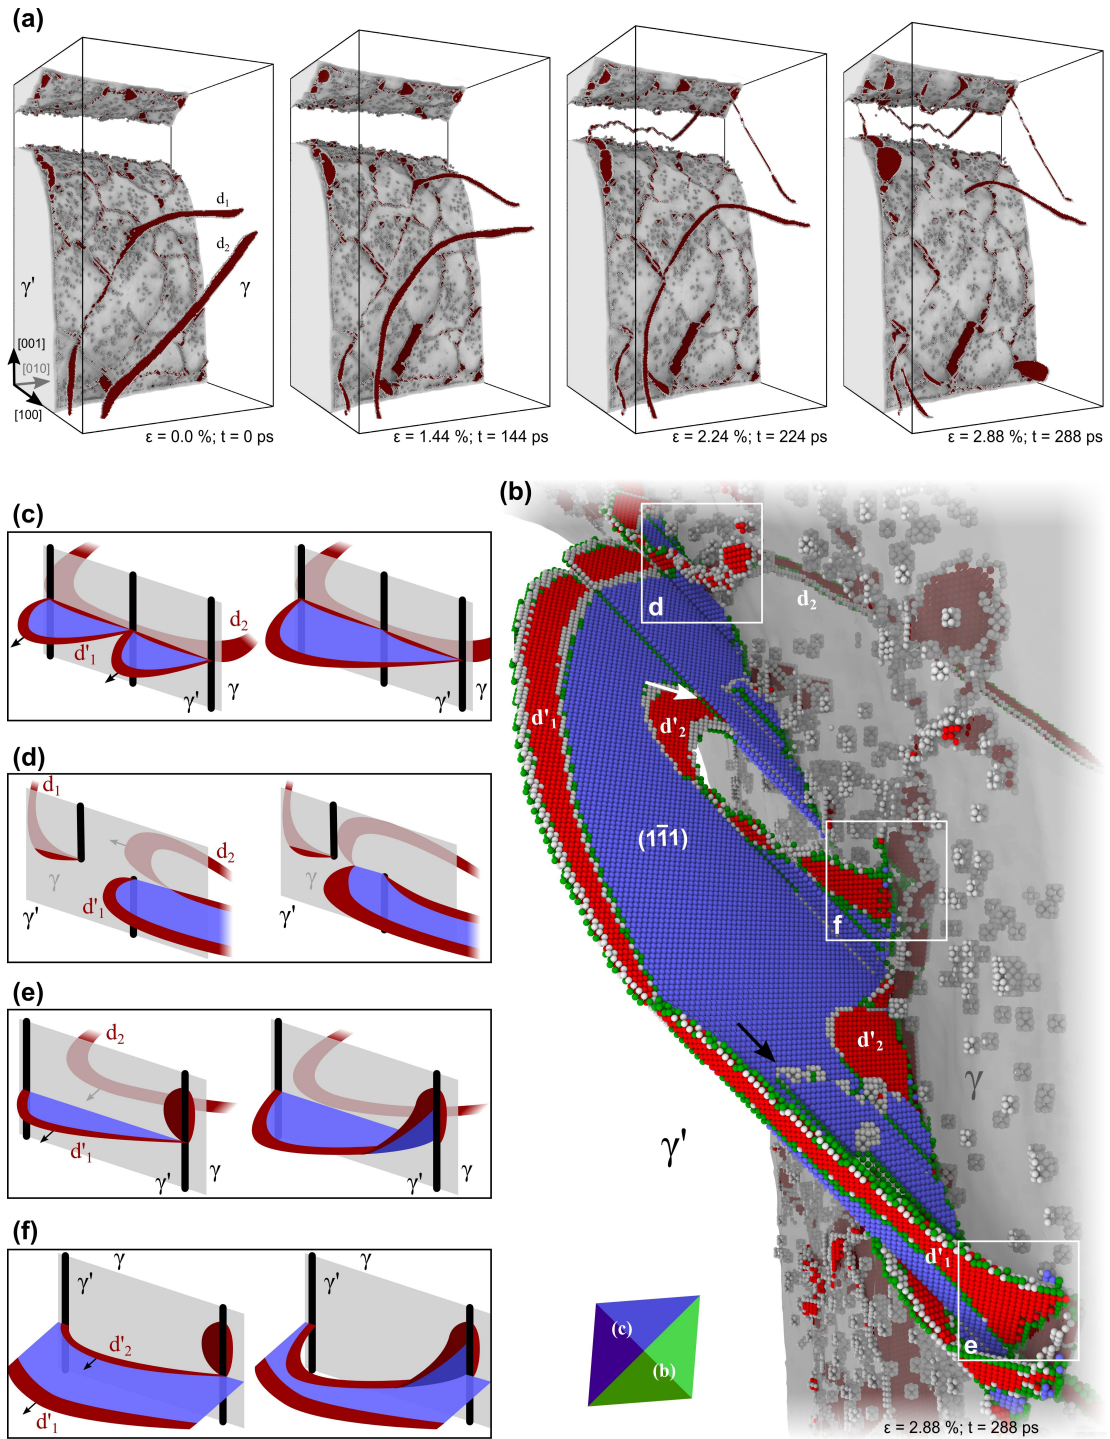 (a)
d1
d2
γ'
γ
[001]
[010]
[100]
ε = 0.0 %; t = 0 ps
ε = 1.44 %; t = 144 ps
ε = 2.24 %; t = 224 ps
ε = 2.88 %; t = 288 ps
(b)
d
d2
d'1
d'2
(11̄1)
f
d'2
γ
γ'
d'1
e
(c)
(b)
ε = 2.88 %; t = 288 ps
(c)
d'1
d2
γ'
γ
γ'
γ
(d)
d1
d2
γ
d'1
γ'
γ
γ'
(e)
d2
d'1
γ'
γ
γ'
γ
(f)
γ
γ'
d'2
d'1
γ
γ'